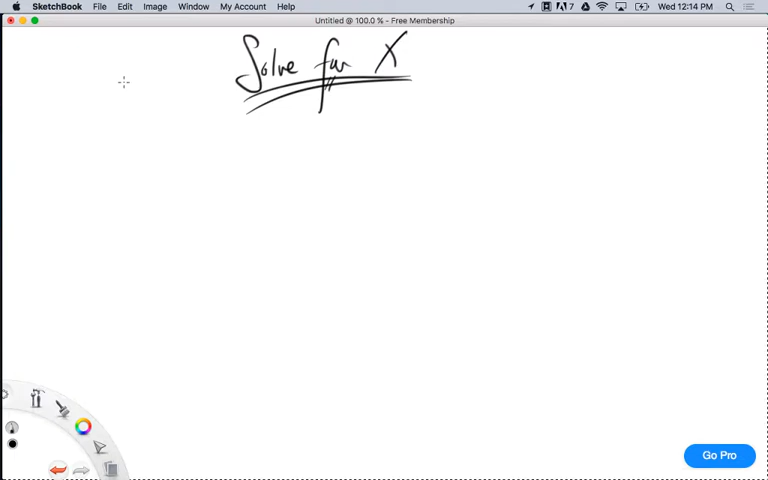 SketchBook File Edit Image Window My Account Help 7 Wed 12:14 PM
Untitled @ 100.0 % - Free Membership
Solve for X
Go Pro